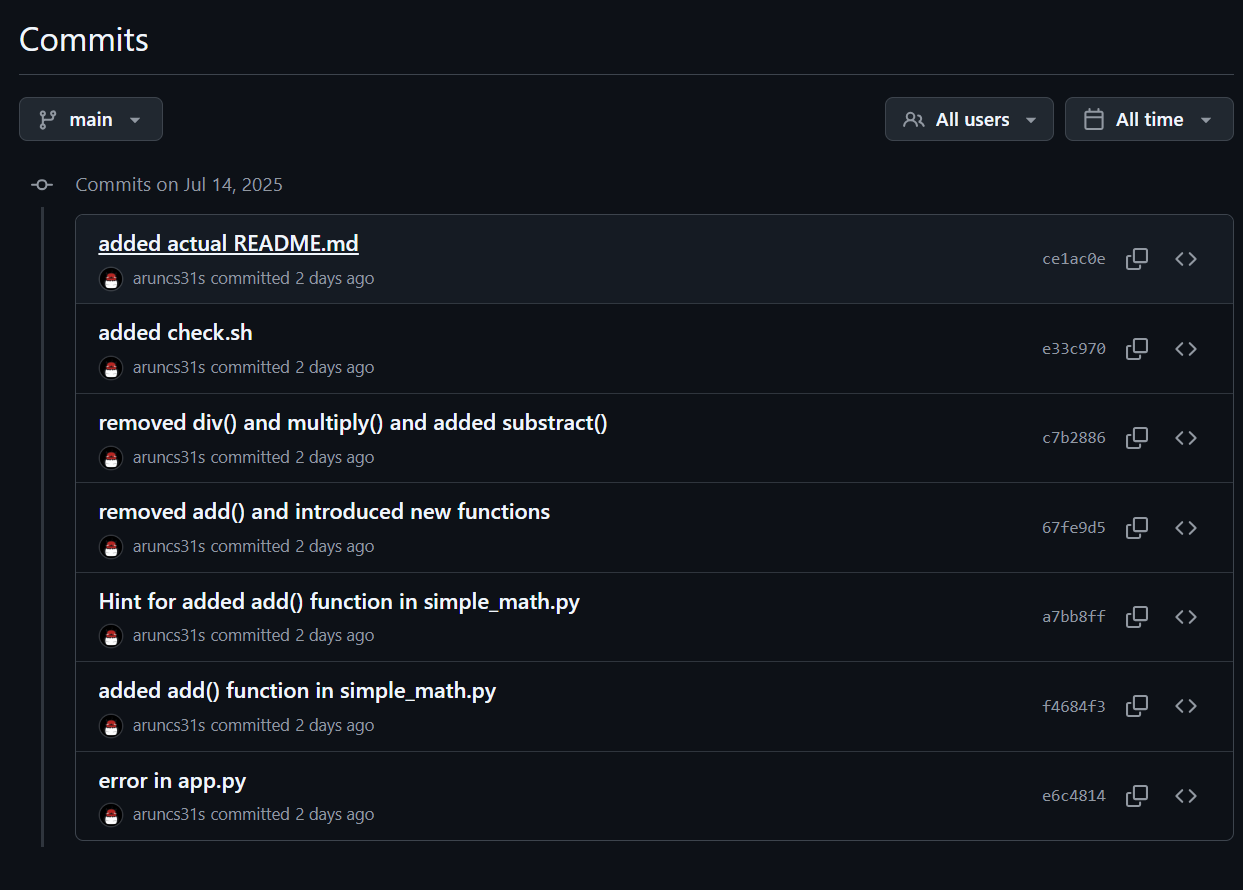 Commits
main
All users
All time
Commits on Jul 14, 2025
added actual README.md
aruncs31s committed 2 days ago
ce1ac0e
added check.sh
aruncs31s committed 2 days ago
e33c970
removed div() and multiply() and added substract()
aruncs31s committed 2 days ago
c7b2886
removed add() and introduced new functions
aruncs31s committed 2 days ago
67fe9d5
Hint for added add() function in simple_math.py
aruncs31s committed 2 days ago
a7bb8ff
added add() function in simple_math.py
aruncs31s committed 2 days ago
f4684f3
error in app.py
aruncs31s committed 2 days ago
e6c4814